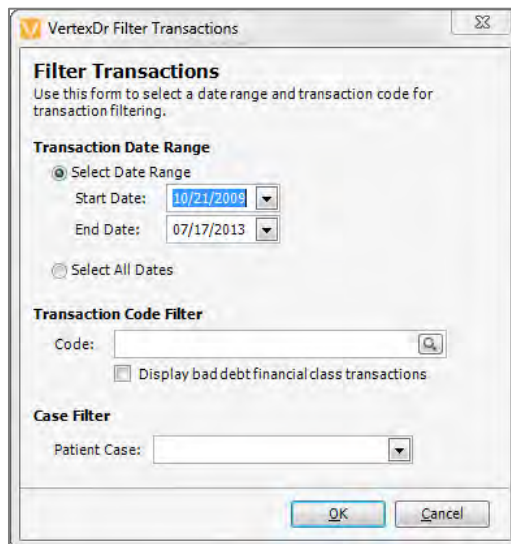 VertexDr Filter Transactions
Filter Transactions
Use this form to select a date range and transaction code for
transaction filtering.
Transaction Date Range
Select Date Range
Start Date: 10/21/2009
End Date: 07/17/2013
Select All Dates
Transaction Code Filter
Code:
Display bad debt financial class transactions
Case Filter
Patient Case:
OK Cancel